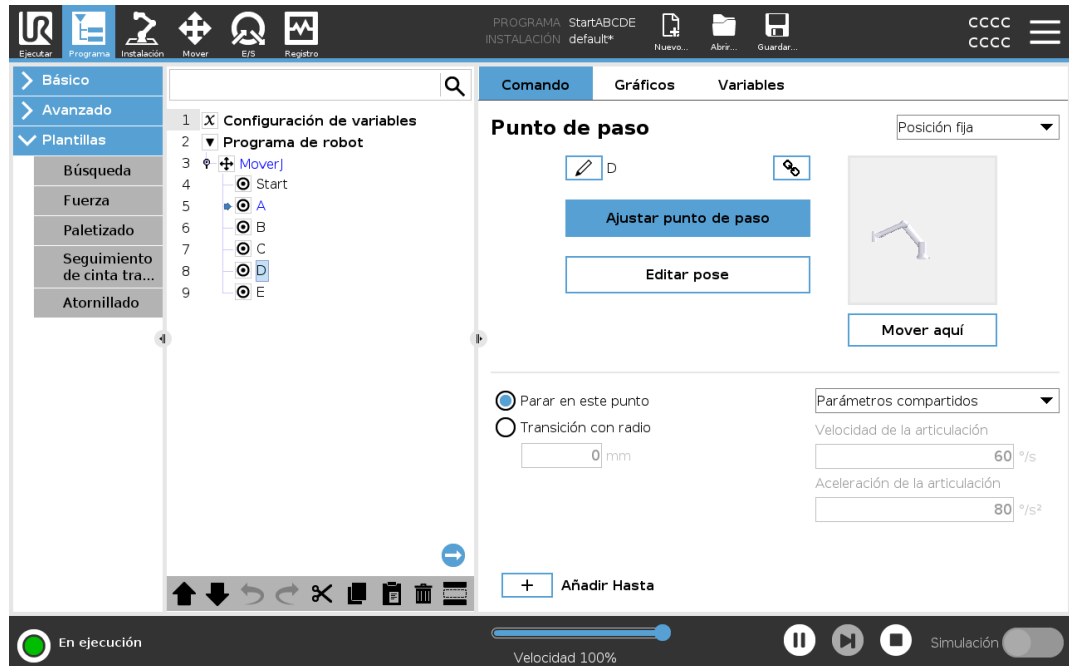 UR
PROGRAMA StartABCDE
INSTALACIÓN default*
Ejecutar
Programa
Instalación
Mover
E/S
Registro
Nuevo...
Abrir...
Guardar...
CCCC
CCCC
Básico
Avanzado
Plantillas
Búsqueda
Fuerza
Paletizado
Seguimiento
de cinta tra...
Atornillado
1 X Configuración de variables
2 Programa de robot
3 MoverJ
4 Start
5 A
6 B
7 C
8 D
9 E
Comando Gráficos Variables
Punto de paso
Posición fija
D
Ajustar punto de paso
Editar pose
Mover aquí
Parar en este punto
Transición con radio
0 mm
Parámetros compartidos
Velocidad de la articulación
60 °/s
Aceleración de la articulación
80 °/s²
+ Añadir Hasta
En ejecución
Velocidad 100%
Simulación